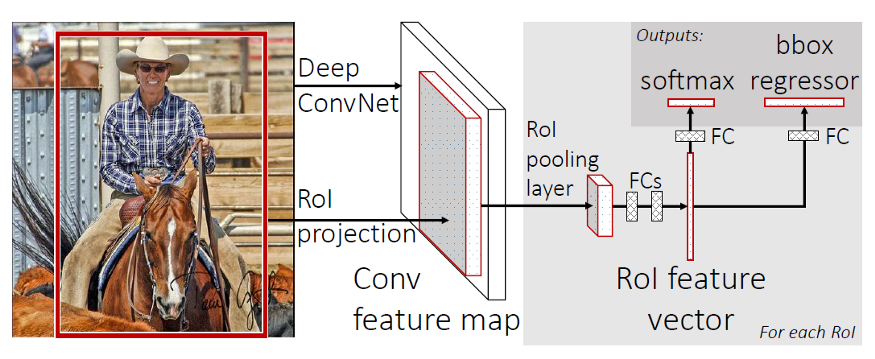 Deep
ConvNet
RoI
projection
Conv
feature map
RoI
pooling
layer
FCs
RoI feature
vector
Outputs:
softmax
bbox
regressor
FC
FC
For each RoI